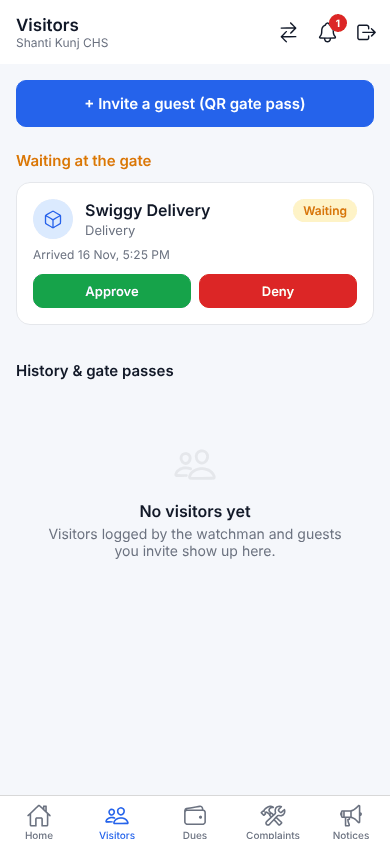 Visitors
Shanti Kunj CHS
1
+ Invite a guest (QR gate pass)
Waiting at the gate
Swiggy Delivery
Waiting
Delivery
Arrived 16 Nov, 5:25 PM
Approve
Deny
History & gate passes
No visitors yet
Visitors logged by the watchman and guests
you invite show up here.
Home
Visitors
Dues
Complaints
Notices